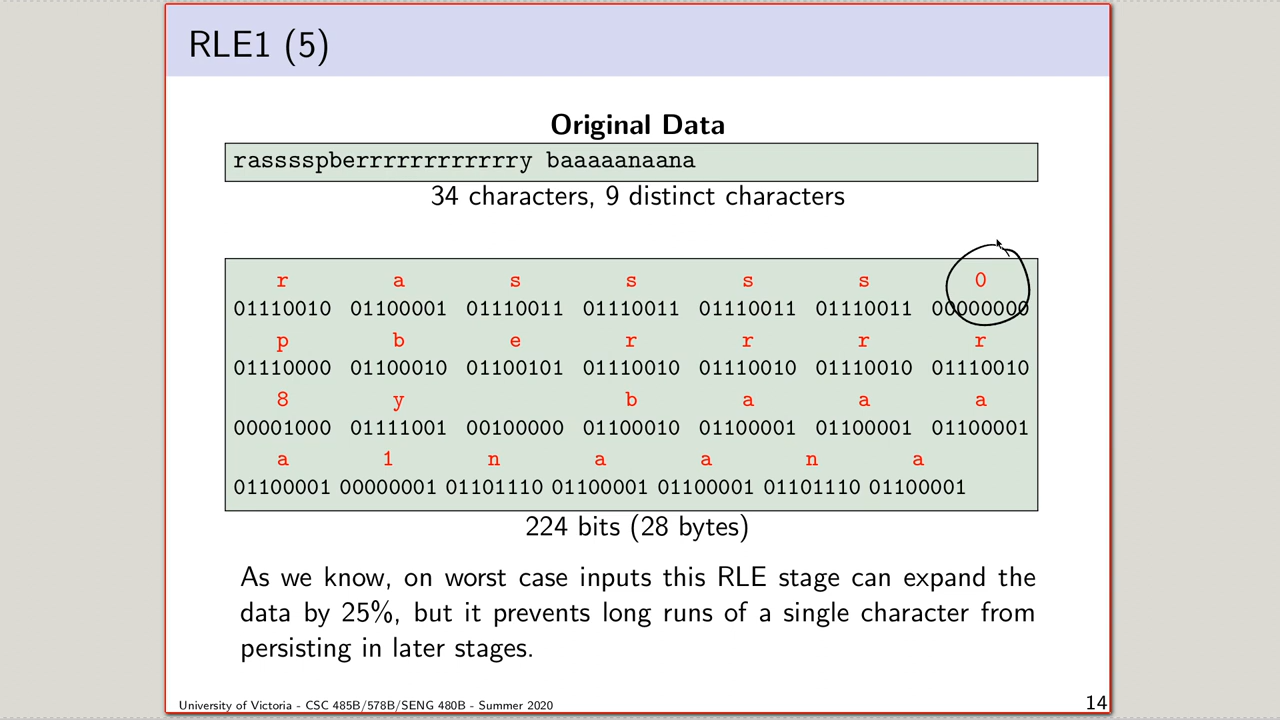 RLE1 (5)
Original Data
rasssspberrrrrrrrrrrry baaaaanaana
34 characters, 9 distinct characters
r a s s s s 0
01110010 01100001 01110011 01110011 01110011 01110011 00000000
p b e r r r r
01110000 01100010 01100101 01110010 01110010 01110010 01110010
8 y b a a a
00001000 01111001 00100000 01100010 01100001 01100001 01100001
a 1 n a a n a
01100001 00000001 01101110 01100001 01100001 01101110 01100001
224 bits (28 bytes)
As we know, on worst case inputs this RLE stage can expand the
data by 25%, but it prevents long runs of a single character from
persisting in later stages.
University of Victoria - CSC 485B/578B/SENG 480B - Summer 2020
14